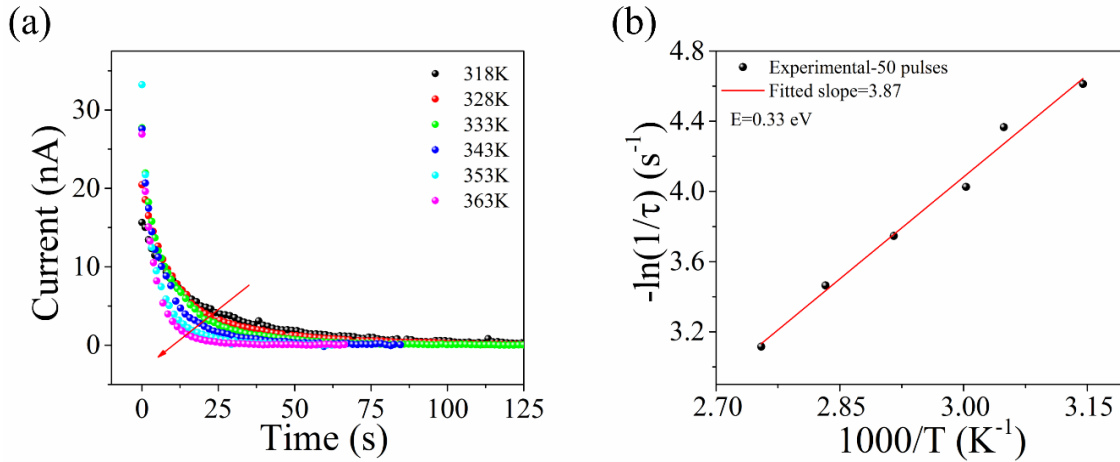 (a)
Current (nA)
30
20
10
0
318K
328K
333K
343K
353K
363K
0
25
50
75
100
125
Time (s)
(b)
-ln(1/τ) (s⁻¹)
4.8
4.4
4.0
3.6
3.2
Experimental-50 pulses
Fitted slope=3.87
E=0.33 eV
2.70
2.85
3.00
3.15
1000/T (K⁻¹)